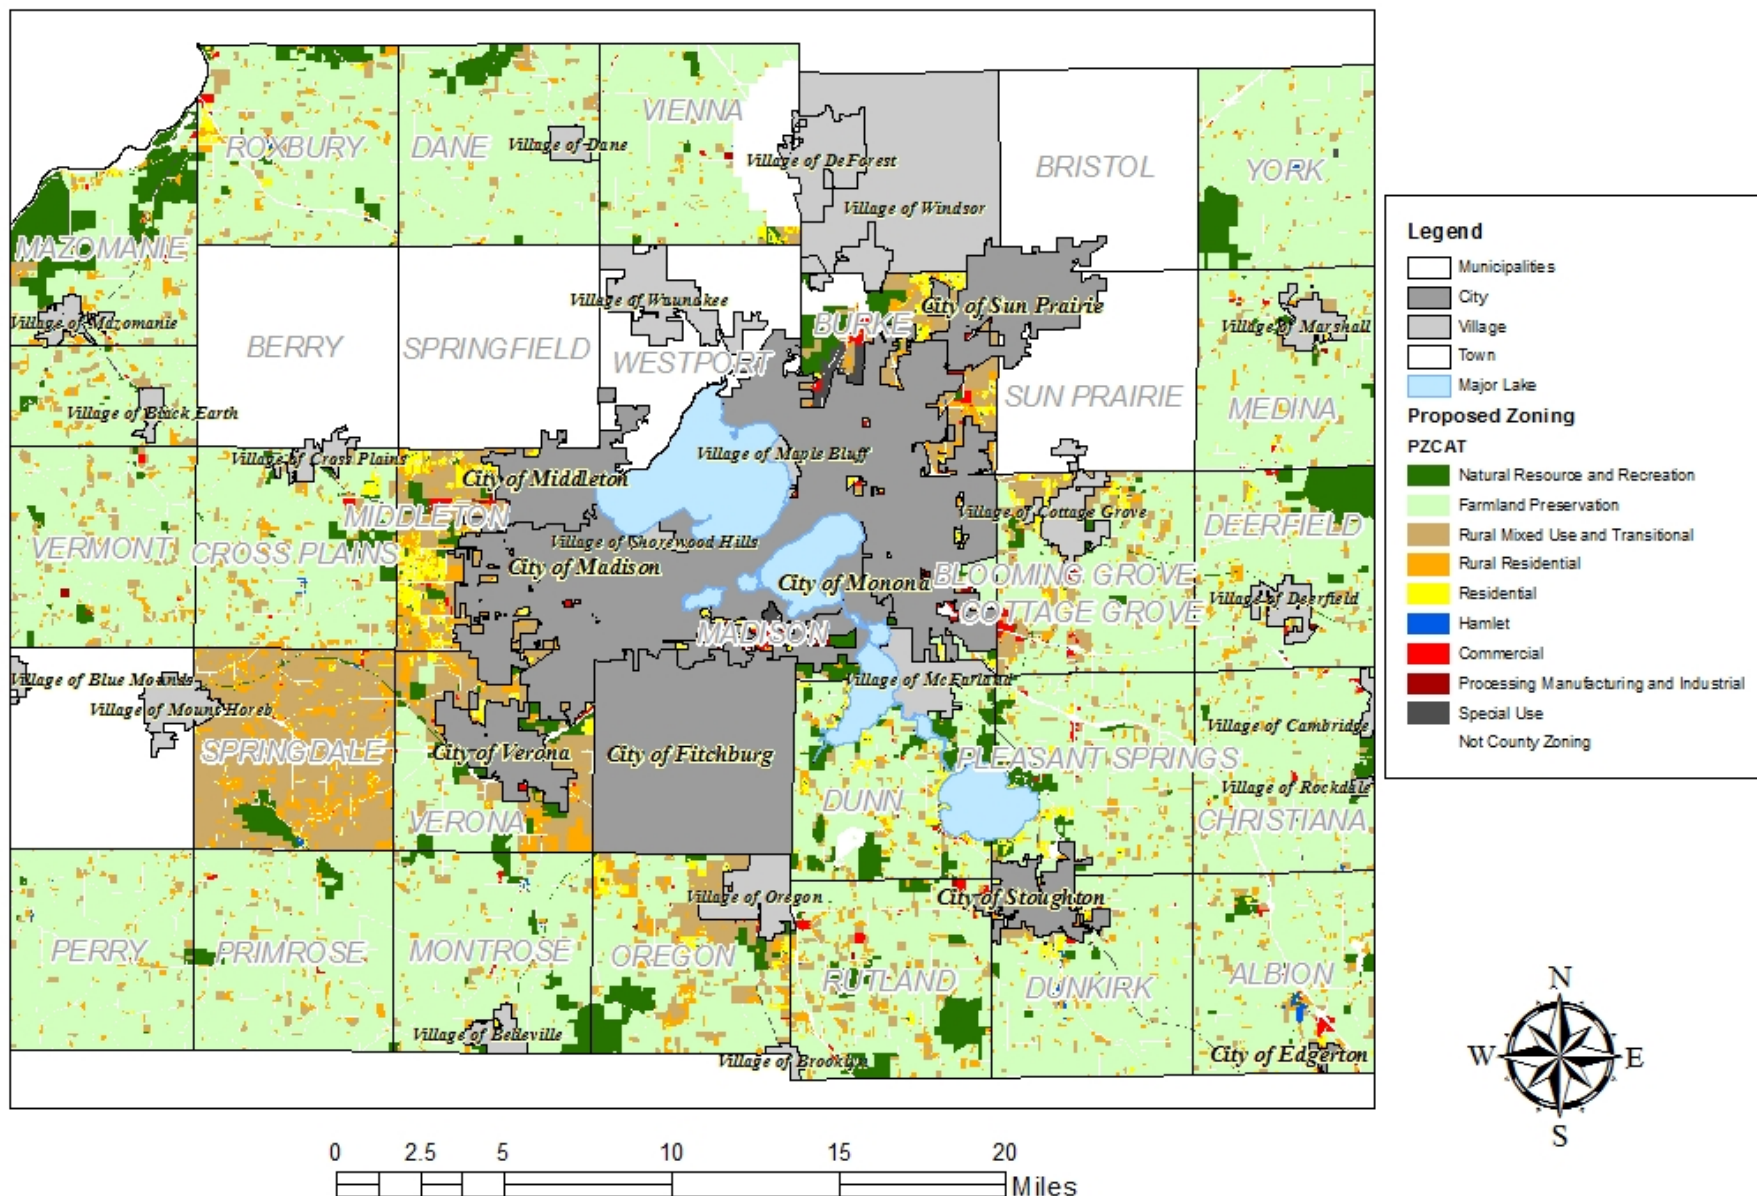 VIENNA
ROXBURY
DANE
Village of Dane
Village of DeForest
BRISTOL
YORK
Village of Windsor
MAZOMANIE
Village of Mazomanie
Village of Waunakee
City of Sun Prairie
BURKE
Village of Marshall
BERRY
SPRINGFIELD
WESTPORT
SUN PRAIRIE
MEDINA
Village of Black Earth
Village of Cross Plains
Village of Maple Bluff
City of Middleton
MIDDLETON
Village of Cottage Grove
DEERFIELD
VERMONT
CROSS PLAINS
Village of Shorewood Hills
City of Madison
City of Monona
BLOOMING GROVE
COTTAGE GROVE
Village of Deerfield
MADISON
Village of Blue Mounds
Village of McFarland
Village of Mount Horeb
Village of Cambridge
SPRINGDALE
City of Verona
City of Fitchburg
PLEASANT SPRINGS
Village of Rockdale
DUNN
VERONA
CHRISTIANA
Village of Oregon
City of Stoughton
PERRY
PRIMROSE
MONTROSE
OREGON
RUTLAND
DUNKIRK
ALBION
Village of Belleville
Village of Brooklyn
City of Edgerton
Legend
Municipalities
City
Village
Town
Major Lake
Proposed Zoning
PZCAT
Natural Resource and Recreation
Farmland Preservation
Rural Mixed Use and Transitional
Rural Residential
Residential
Hamlet
Commercial
Processing Manufacturing and Industrial
Special Use
Not County Zoning
N
W E
S
0 2.5 5 10 15 20
Miles